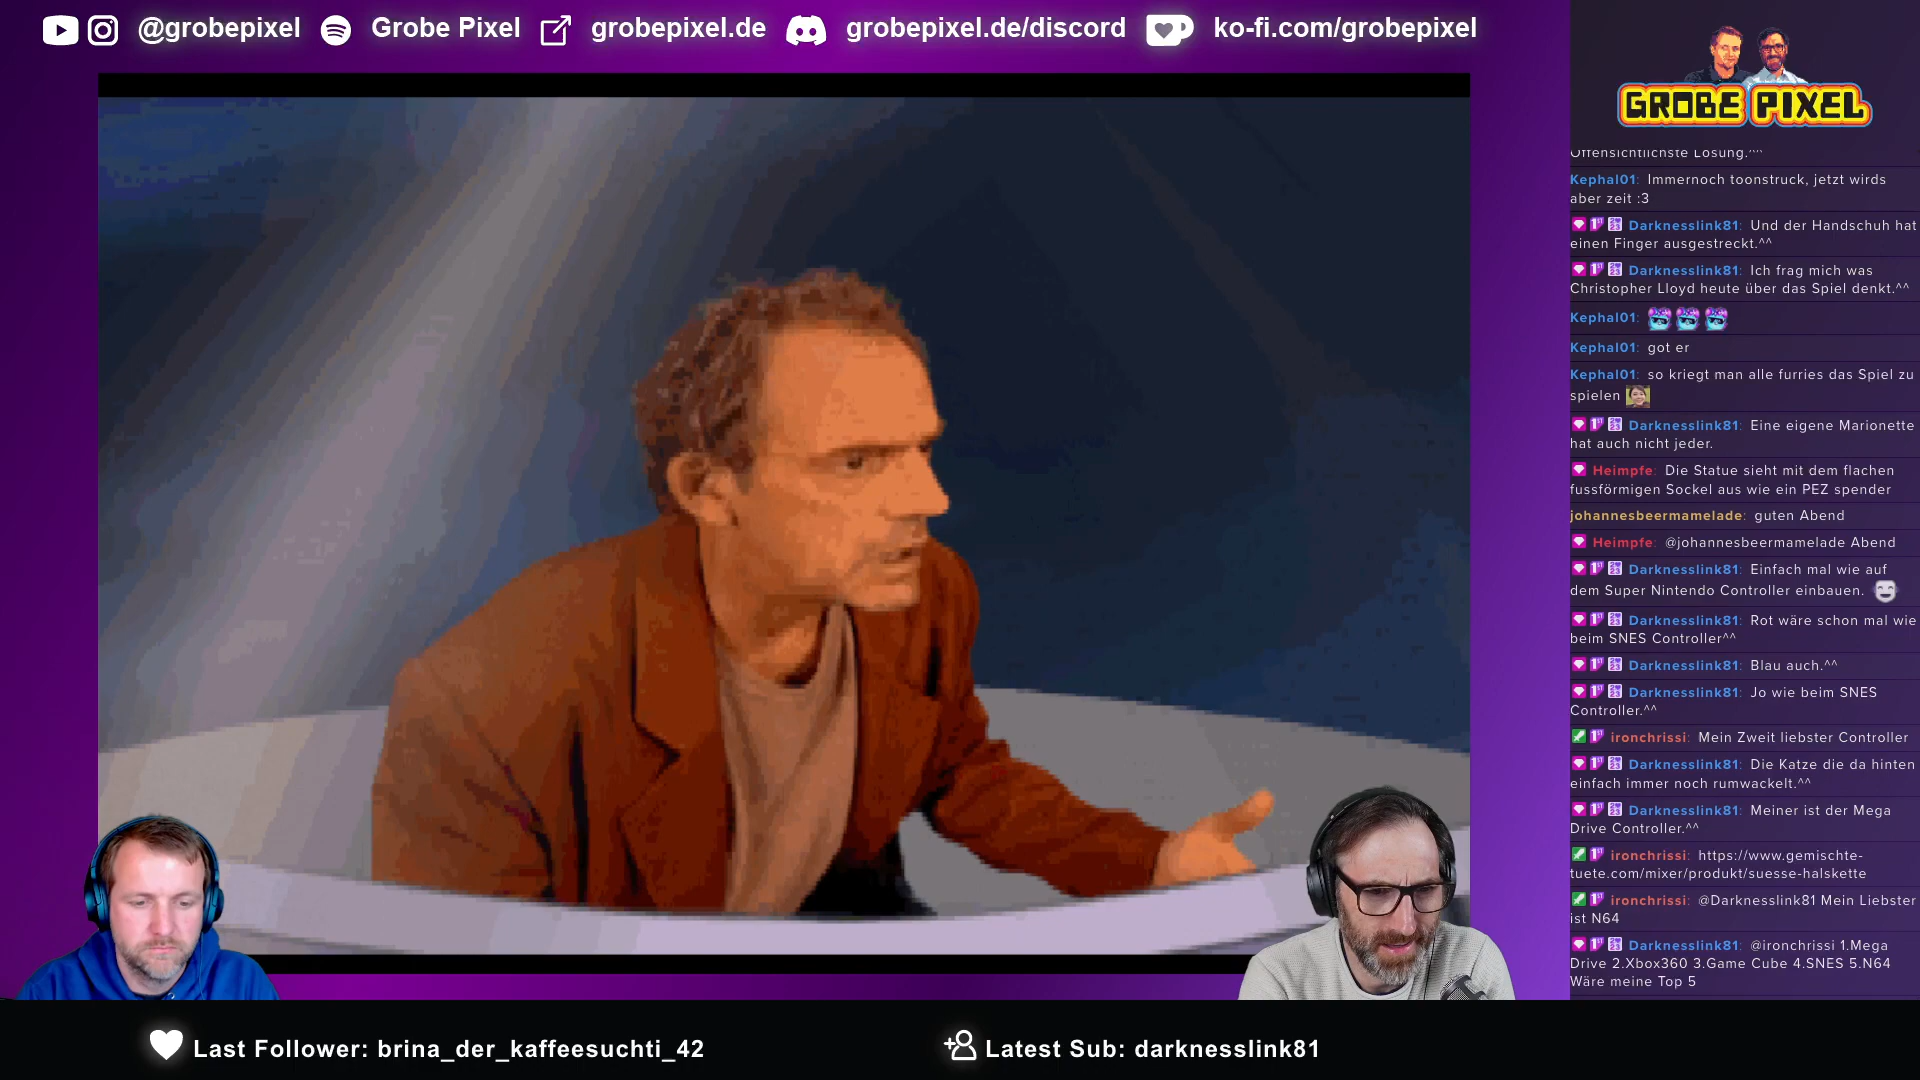 @grobepixel Grobe Pixel grobepixel.de grobepixel.de/discord ko-fi.com/grobepixel
GROBE PIXEL
Offensichtlichste Lösung.^^
Kephal01: Immernoch toonstruck, jetzt wirds
aber zeit :3
Darknesslink81: Und der Handschuh hat
einen Finger ausgestreckt.^^
Darknesslink81: Ich frag mich was
Christopher Lloyd heute über das Spiel denkt.^^
Kephal01:
Kephal01: got er
Kephal01: so kriegt man alle furries das Spiel zu
spielen
Darknesslink81: Eine eigene Marionette
hat auch nicht jeder.
Heimpfe: Die Statue sieht mit dem flachen
fussförmigen Sockel aus wie ein PEZ spender
johannesbeermamelade: guten Abend
Heimpfe: @johannesbeermamelade Abend
Darknesslink81: Einfach mal wie auf
dem Super Nintendo Controller einbauen.
Darknesslink81: Rot wäre schon mal wie
beim SNES Controller^^
Darknesslink81: Blau auch.^^
Darknesslink81: Jo wie beim SNES
Controller.^^
ironchrissi: Mein Zweit liebster Controller
Darknesslink81: Die Katze die da hinten
einfach immer noch rumwackelt.^^
Darknesslink81: Meiner ist der Mega
Drive Controller.^^
ironchrissi: https://www.gemischte-
tuete.com/mixer/produkt/suesse-halskette
ironchrissi: @Darknesslink81 Mein Liebster
ist N64
Darknesslink81: @ironchrissi 1.Mega
Drive 2.Xbox360 3.Game Cube 4.SNES 5.N64
Wäre meine Top 5
Last Follower: brina_der_kaffeesuchti_42
Latest Sub: darknesslink81